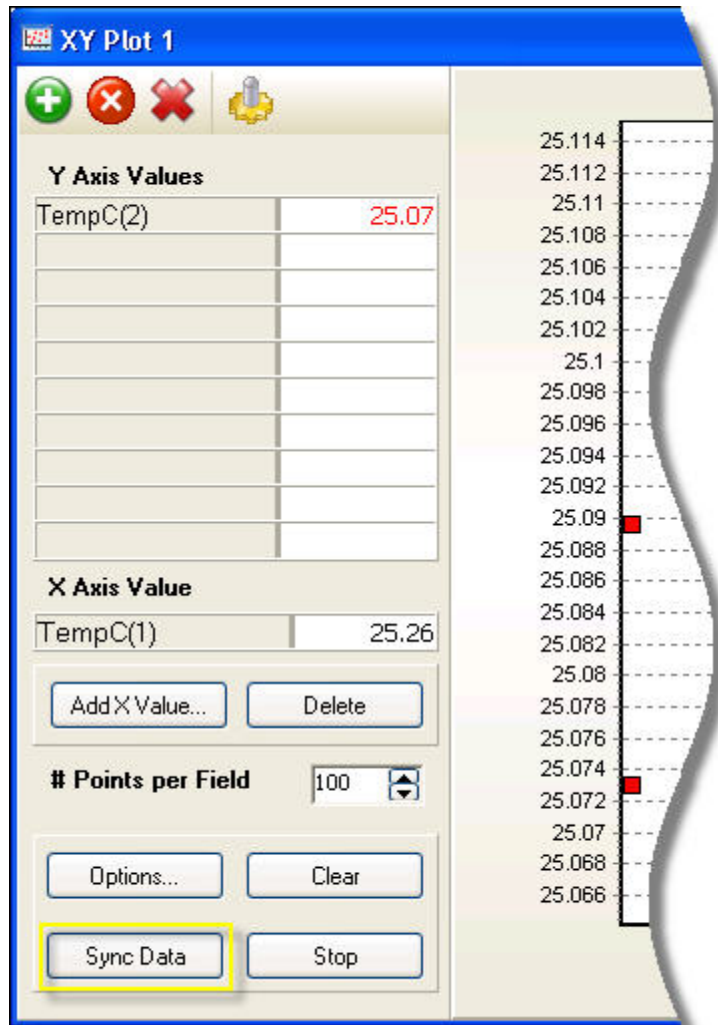 XY Plot 1
Y Axis Values
TempC(2) 25.07
X Axis Value
TempC(1) 25.26
Add X Value... Delete
# Points per Field 100
Options... Clear
Sync Data Stop
25.114
25.112
25.11
25.108
25.106
25.104
25.102
25.1
25.098
25.096
25.094
25.092
25.09
25.088
25.086
25.084
25.082
25.08
25.078
25.076
25.074
25.072
25.07
25.068
25.066